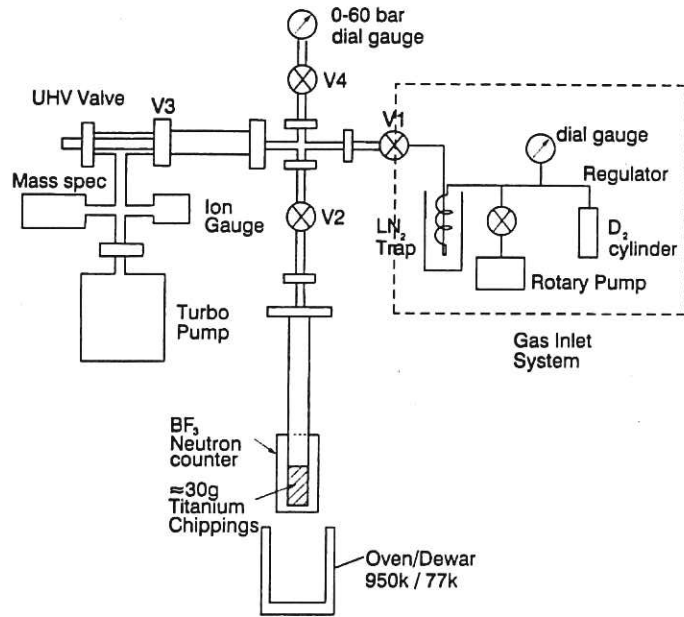 0-60 bar
dial gauge
V4
UHV Valve
V3
V1
dial gauge
Regulator
Mass spec
Ion
Gauge
V2
LN2
Trap
D2
cylinder
Rotary Pump
Turbo
Pump
Gas Inlet
System
BF3
Neutron
counter
≈30g
Titanium
Chippings
Oven/Dewar
950k / 77k